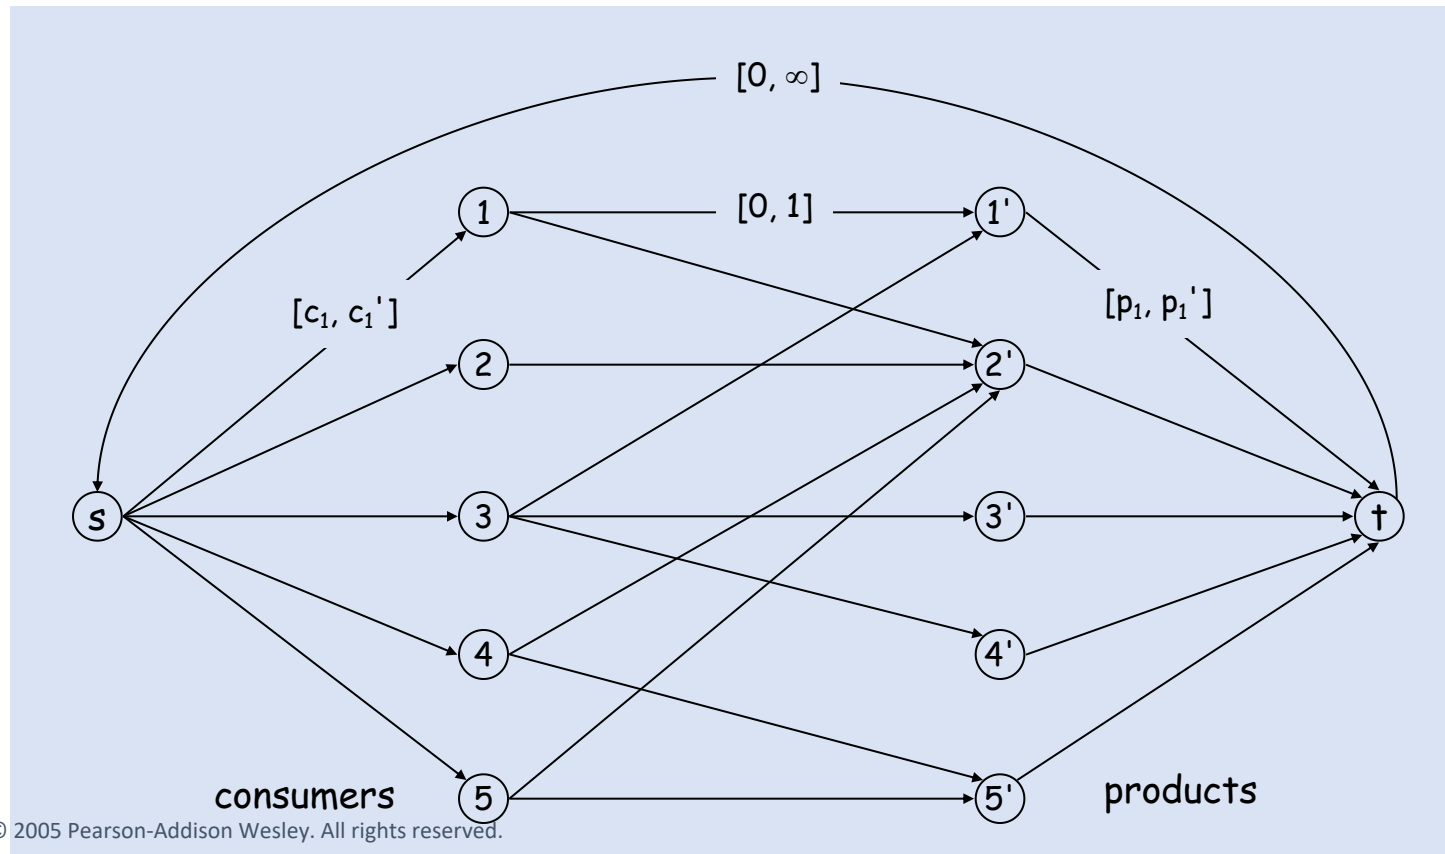 [0, ∞]
1
[0, 1]
1'
[c₁, c₁']
[p₁, p₁']
2
2'
s
3
3'
t
4
4'
consumers
5
5'
products
© 2005 Pearson-Addison Wesley. All rights reserved.